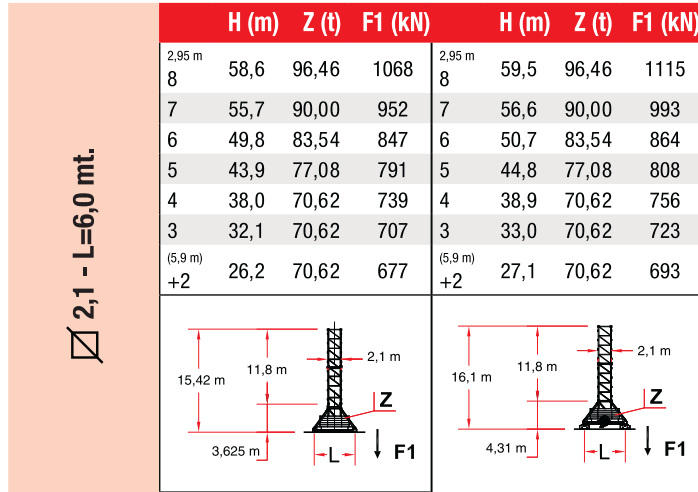 H (m) Z (t) F1 (kN) H (m) Z (t) F1 (kN)
2,95 m 2,95 m
8 58,6 96,46 1068 8 59,5 96,46 1115
7 55,7 90,00 952 7 56,6 90,00 993
6 49,8 83,54 847 6 50,7 83,54 864
5 43,9 77,08 791 5 44,8 77,08 808
4 38,0 70,62 739 4 38,9 70,62 756
3 32,1 70,62 707 3 33,0 70,62 723
(5,9 m) (5,9 m)
+2 26,2 70,62 677 +2 27,1 70,62 693
2,1 - L=6,0 mt.
15,42 m
11,8 m
2,1 m
Z
3,625 m
L
F1
16,1 m
11,8 m
2,1 m
Z
4,31 m
L
F1